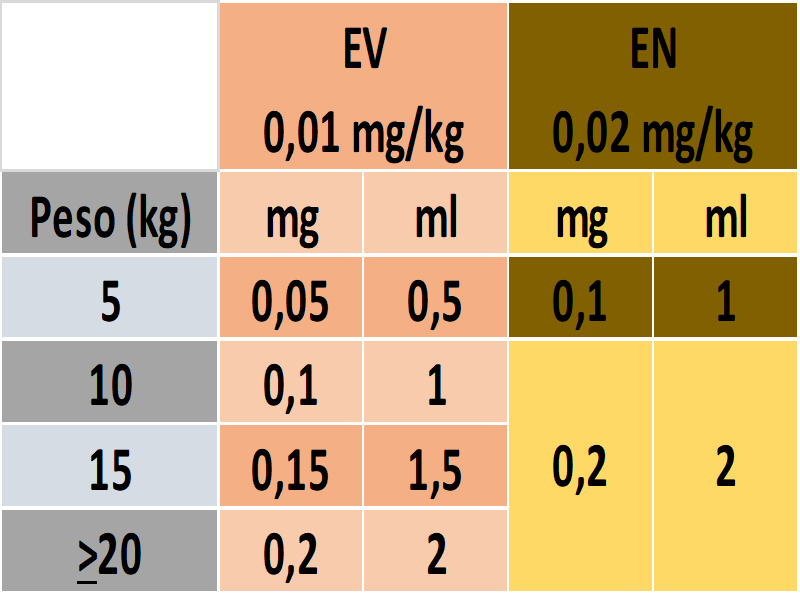 EV EN
0,01 mg/kg 0,02 mg/kg
Peso (kg) mg ml mg ml
5 0,05 0,5 0,1 1
10 0,1 1
15 0,15 1,5 0,2 2
≥20 0,2 2